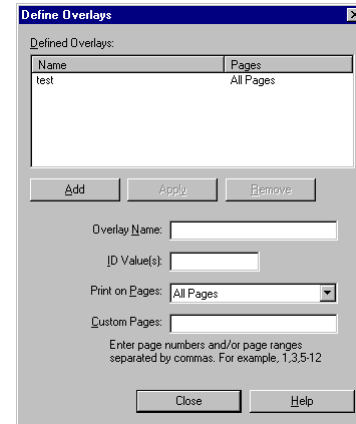 Define Overlays
Defined Overlays:
Name Pages
test All Pages
Add Apply Remove
Overlay Name:
ID Value(s):
Print on Pages: All Pages
Custom Pages:
Enter page numbers and/or page ranges
separated by commas. For example, 1,3,5-12
Close Help